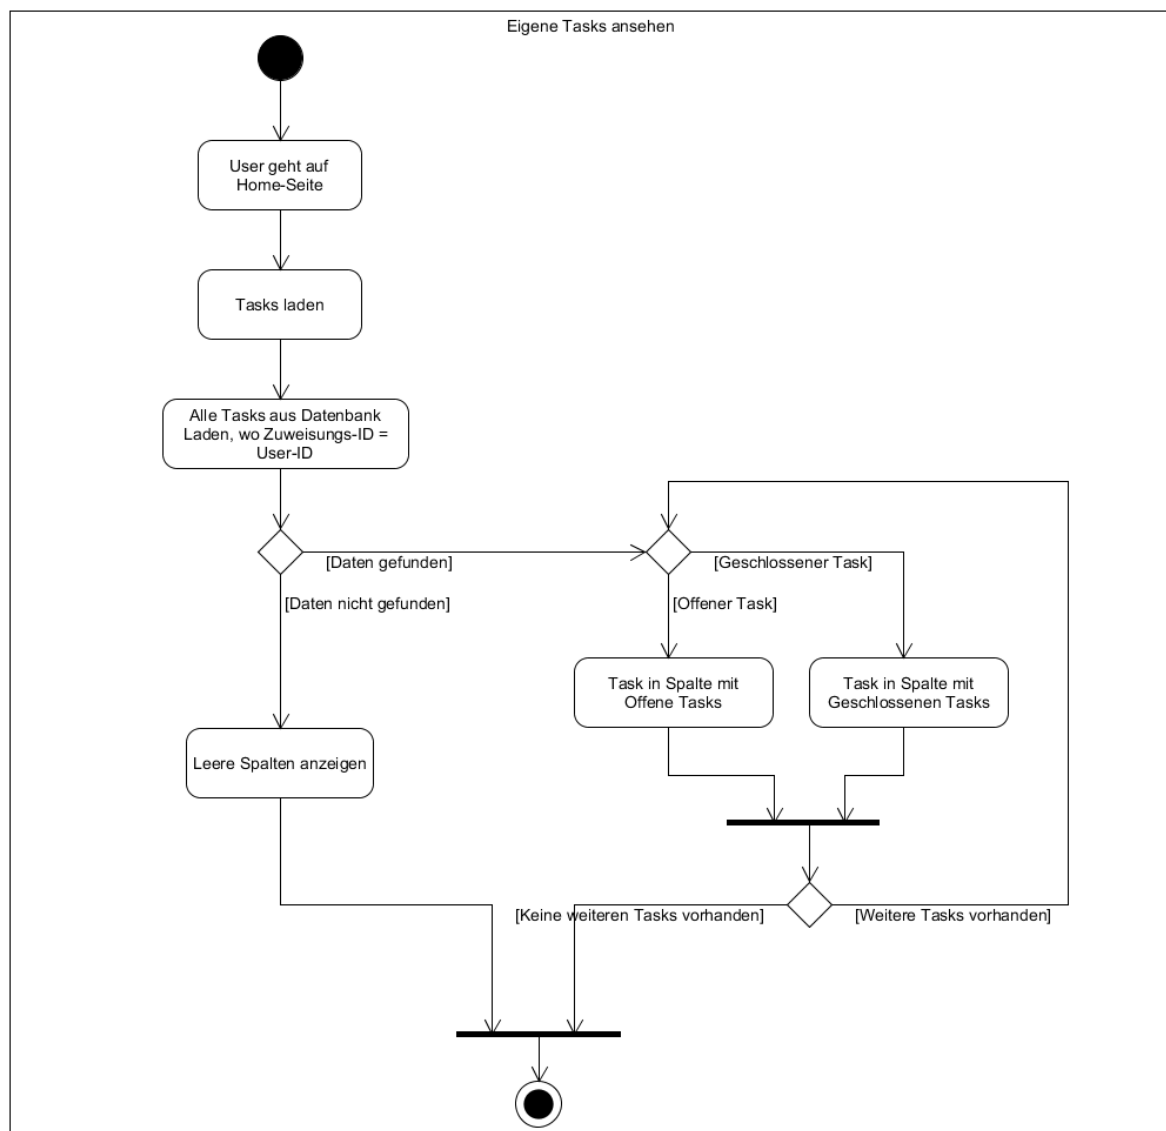 Eigene Tasks ansehen
User geht auf
Home-Seite
Tasks laden
Alle Tasks aus Datenbank
Laden, wo Zuweisungs-ID =
User-ID
[Daten gefunden]
[Geschlossener Task]
[Daten nicht gefunden]
[Offener Task]
Task in Spalte mit
Offene Tasks
Task in Spalte mit
Geschlossenen Tasks
Leere Spalten anzeigen
[Keine weiteren Tasks vorhanden]
[Weitere Tasks vorhanden]